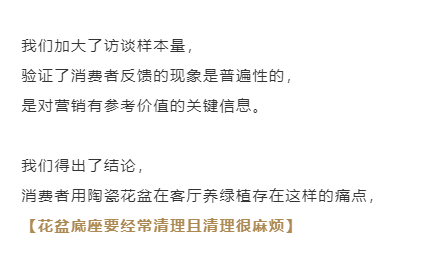 我们加大了访谈样本量，
验证了消费者反馈的现象是普遍性的，
是对营销有参考价值的关键信息。
我们得出了结论，
消费者用陶瓷花盆在客厅养绿植存在这样的痛点，
【花盆底座要经常清理且清理很麻烦】